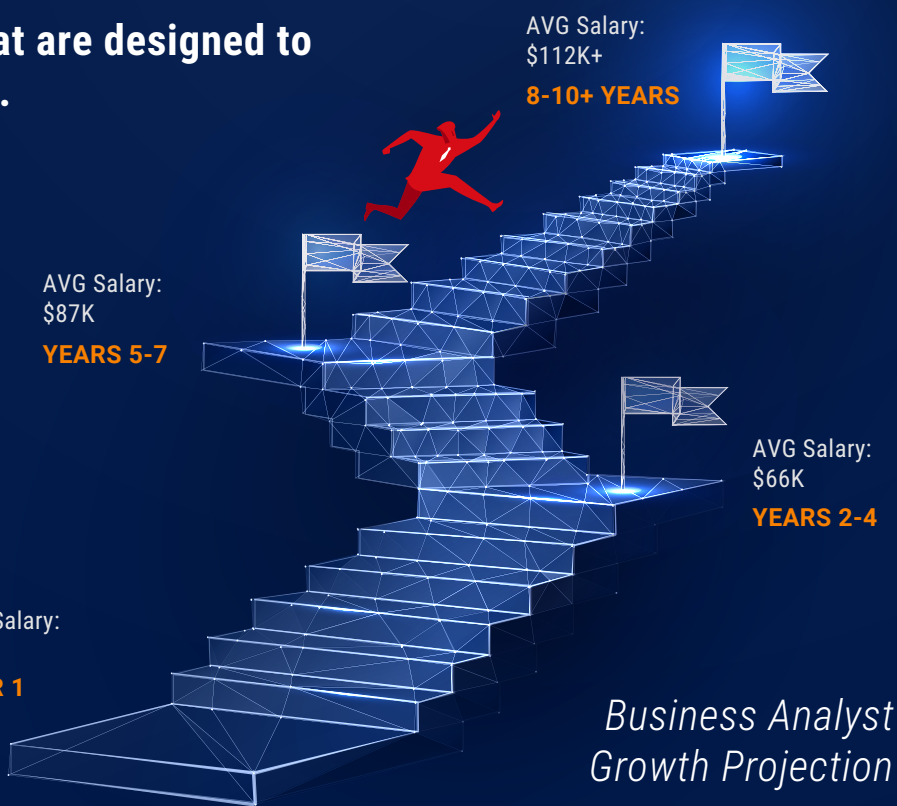 are designed to
.
AVG Salary:
$112K+
8-10+ YEARS
AVG Salary:
$87K
YEARS 5-7
AVG Salary:
$66K
YEARS 2-4
Salary:
1
Business Analyst
Growth Projection